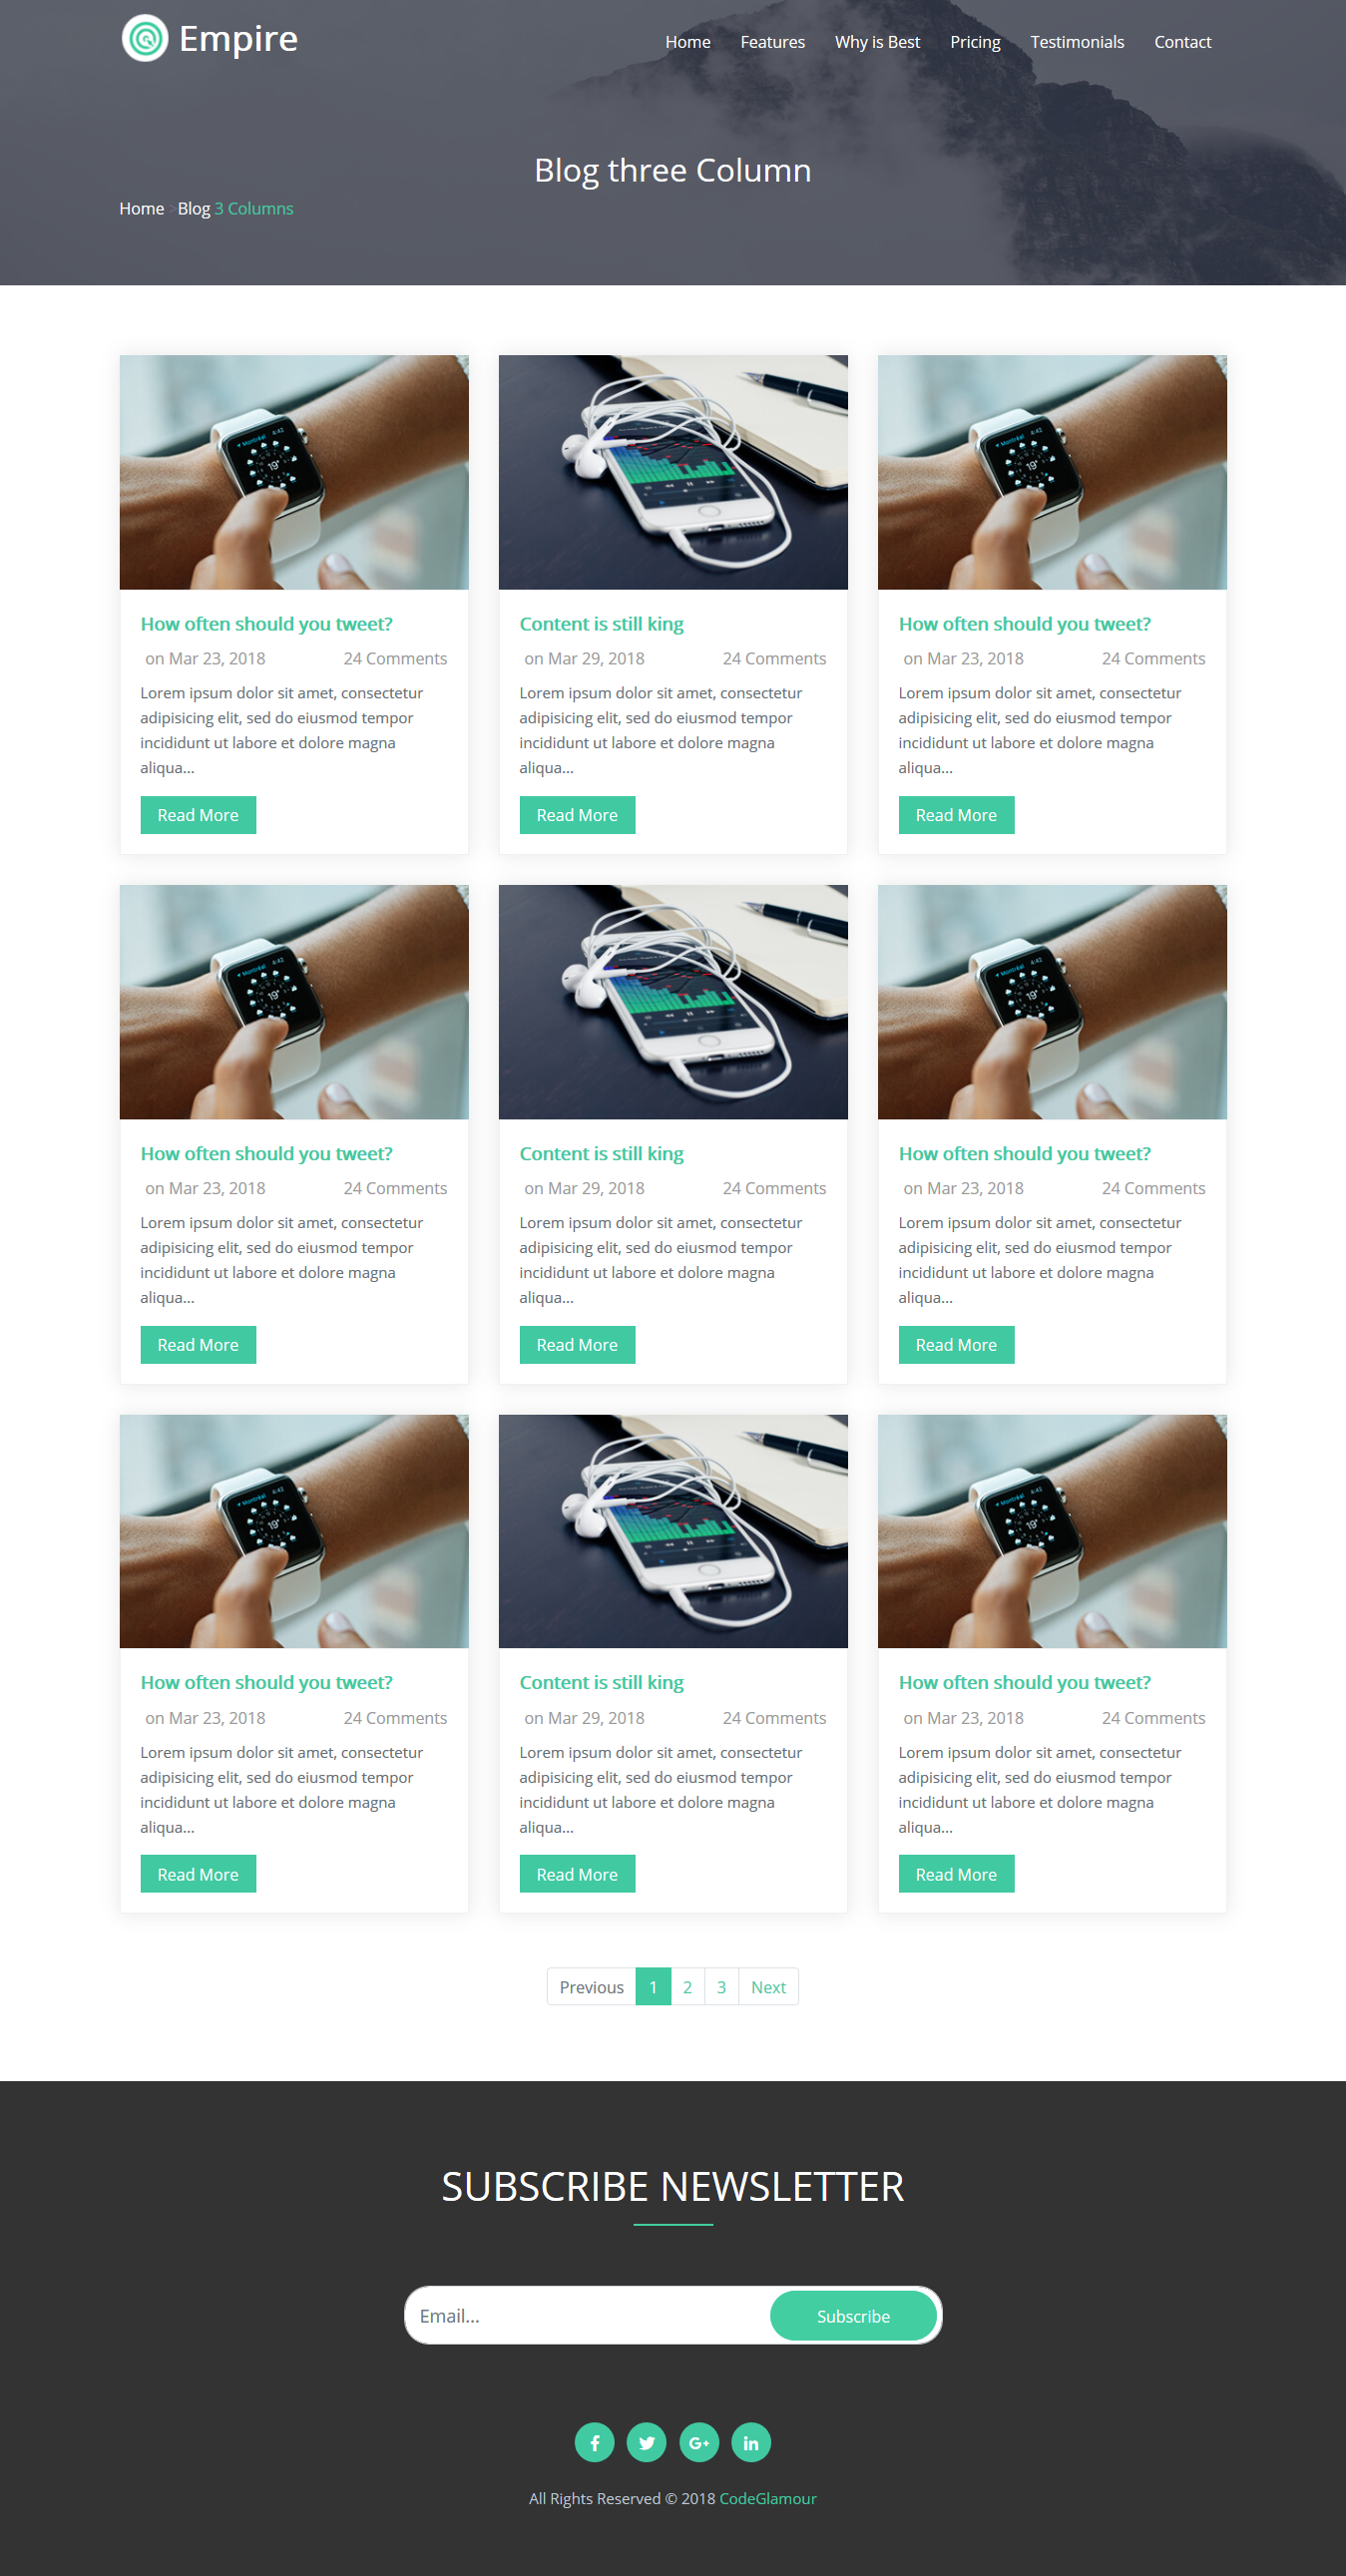 Empire
Home Features Why is Best Pricing Testimonials Contact
Blog three Column
Home > Blog 3 Columns
How often should you tweet?
on Mar 23, 2018 24 Comments
Lorem ipsum dolor sit amet, consectetur
adipisicing elit, sed do eiusmod tempor
incididunt ut labore et dolore magna
aliqua...
Read More
Content is still king
on Mar 29, 2018 24 Comments
Lorem ipsum dolor sit amet, consectetur
adipisicing elit, sed do eiusmod tempor
incididunt ut labore et dolore magna
aliqua...
Read More
How often should you tweet?
on Mar 23, 2018 24 Comments
Lorem ipsum dolor sit amet, consectetur
adipisicing elit, sed do eiusmod tempor
incididunt ut labore et dolore magna
aliqua...
Read More
How often should you tweet?
on Mar 23, 2018 24 Comments
Lorem ipsum dolor sit amet, consectetur
adipisicing elit, sed do eiusmod tempor
incididunt ut labore et dolore magna
aliqua...
Read More
Content is still king
on Mar 29, 2018 24 Comments
Lorem ipsum dolor sit amet, consectetur
adipisicing elit, sed do eiusmod tempor
incididunt ut labore et dolore magna
aliqua...
Read More
How often should you tweet?
on Mar 23, 2018 24 Comments
Lorem ipsum dolor sit amet, consectetur
adipisicing elit, sed do eiusmod tempor
incididunt ut labore et dolore magna
aliqua...
Read More
How often should you tweet?
on Mar 23, 2018 24 Comments
Lorem ipsum dolor sit amet, consectetur
adipisicing elit, sed do eiusmod tempor
incididunt ut labore et dolore magna
aliqua...
Read More
Content is still king
on Mar 29, 2018 24 Comments
Lorem ipsum dolor sit amet, consectetur
adipisicing elit, sed do eiusmod tempor
incididunt ut labore et dolore magna
aliqua...
Read More
How often should you tweet?
on Mar 23, 2018 24 Comments
Lorem ipsum dolor sit amet, consectetur
adipisicing elit, sed do eiusmod tempor
incididunt ut labore et dolore magna
aliqua...
Read More
Previous 1 2 3 Next
SUBSCRIBE NEWSLETTER
Email... Subscribe
All Rights Reserved © 2018 CodeGlamour